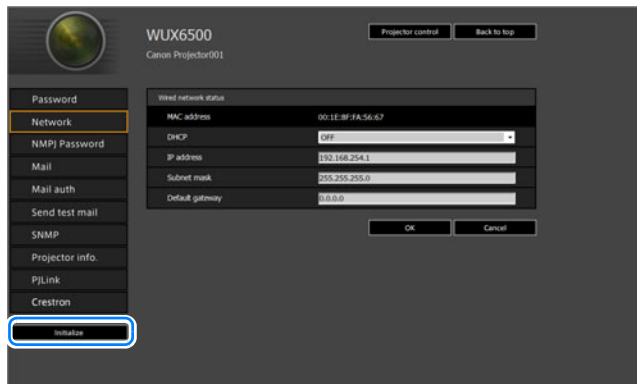 WUX6500
Projector control
Back to top
Canon Projector001
Password
Network
NMPJ Password
Mail
Mail auth
Send test mail
SNMP
Projector info.
PJLink
Crestron
Initialize
Wired network status
MAC address 00:1E:8F:FA:56:67
DHCP OFF
IP address 192.168.254.1
Subnet mask 255.255.255.0
Default gateway 0.0.0.0
OK
Cancel